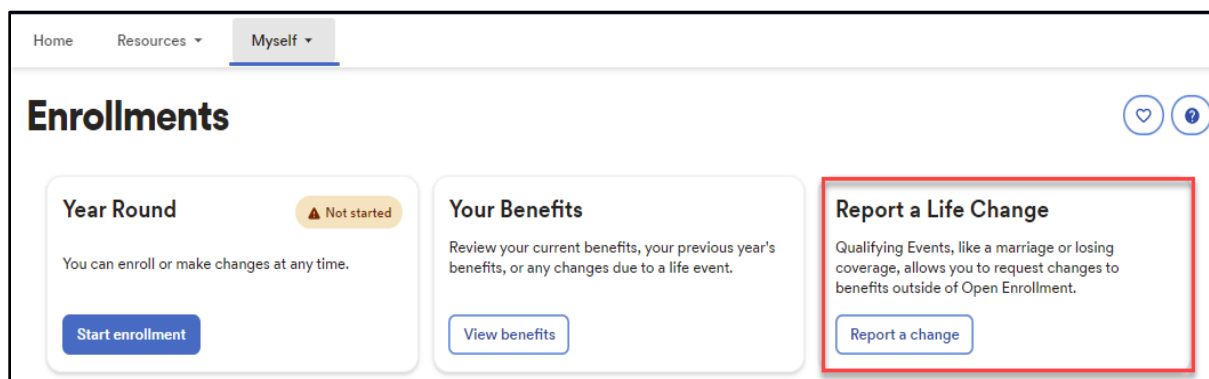 Home Resources Myself
Enrollments
Year Round
Not started
You can enroll or make changes at any time.
Start enrollment
Your Benefits
Review your current benefits, your previous year's
benefits, or any changes due to a life event.
View benefits
Report a Life Change
Qualifying Events, like a marriage or losing
coverage, allows you to request changes to
benefits outside of Open Enrollment.
Report a change